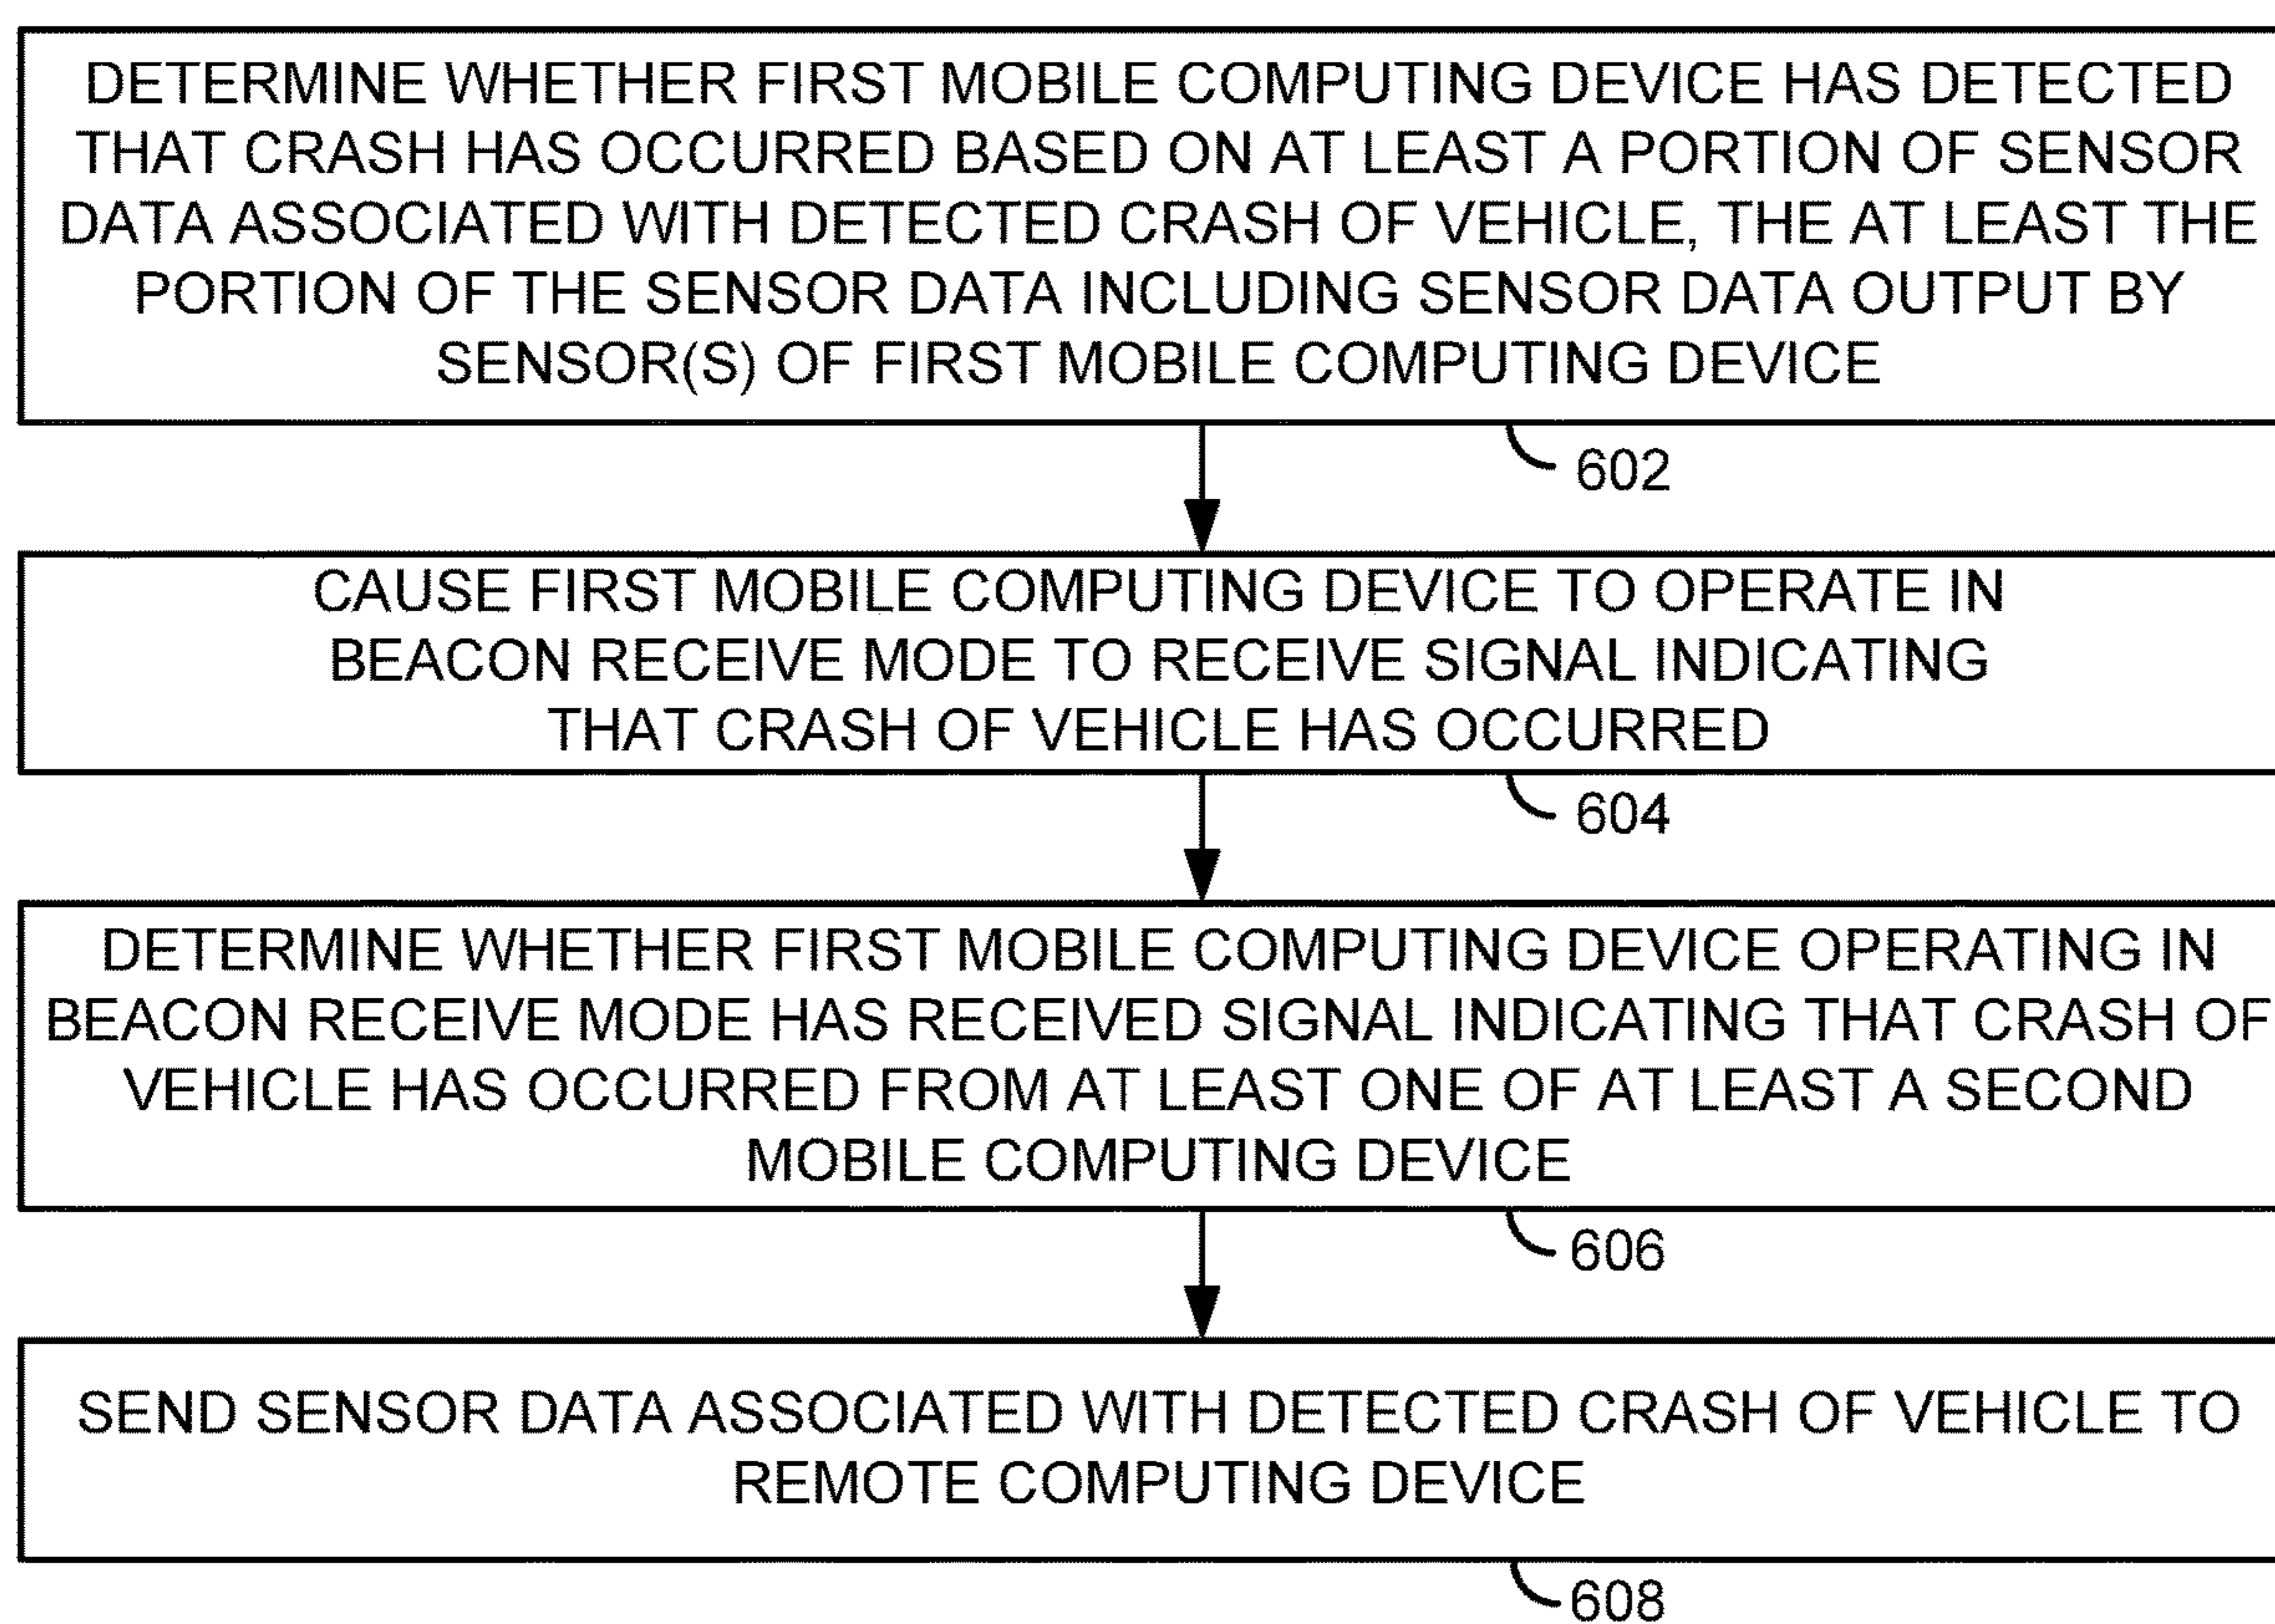 DETERMINE WHETHER FIRST MOBILE COMPUTING DEVICE HAS DETECTED
THAT CRASH HAS OCCURRED BASED ON AT LEAST A PORTION OF SENSOR
DATA ASSOCIATED WITH DETECTED CRASH OF VEHICLE, THE AT LEAST THE
PORTION OF THE SENSOR DATA INCLUDING SENSOR DATA OUTPUT BY
SENSOR(S) OF FIRST MOBILE COMPUTING DEVICE
602
CAUSE FIRST MOBILE COMPUTING DEVICE TO OPERATE IN
BEACON RECEIVE MODE TO RECEIVE SIGNAL INDICATING
THAT CRASH OF VEHICLE HAS OCCURRED
604
DETERMINE WHETHER FIRST MOBILE COMPUTING DEVICE OPERATING IN
BEACON RECEIVE MODE HAS RECEIVED SIGNAL INDICATING THAT CRASH OF
VEHICLE HAS OCCURRED FROM AT LEAST ONE OF AT LEAST A SECOND
MOBILE COMPUTING DEVICE
606
SEND SENSOR DATA ASSOCIATED WITH DETECTED CRASH OF VEHICLE TO
REMOTE COMPUTING DEVICE
608